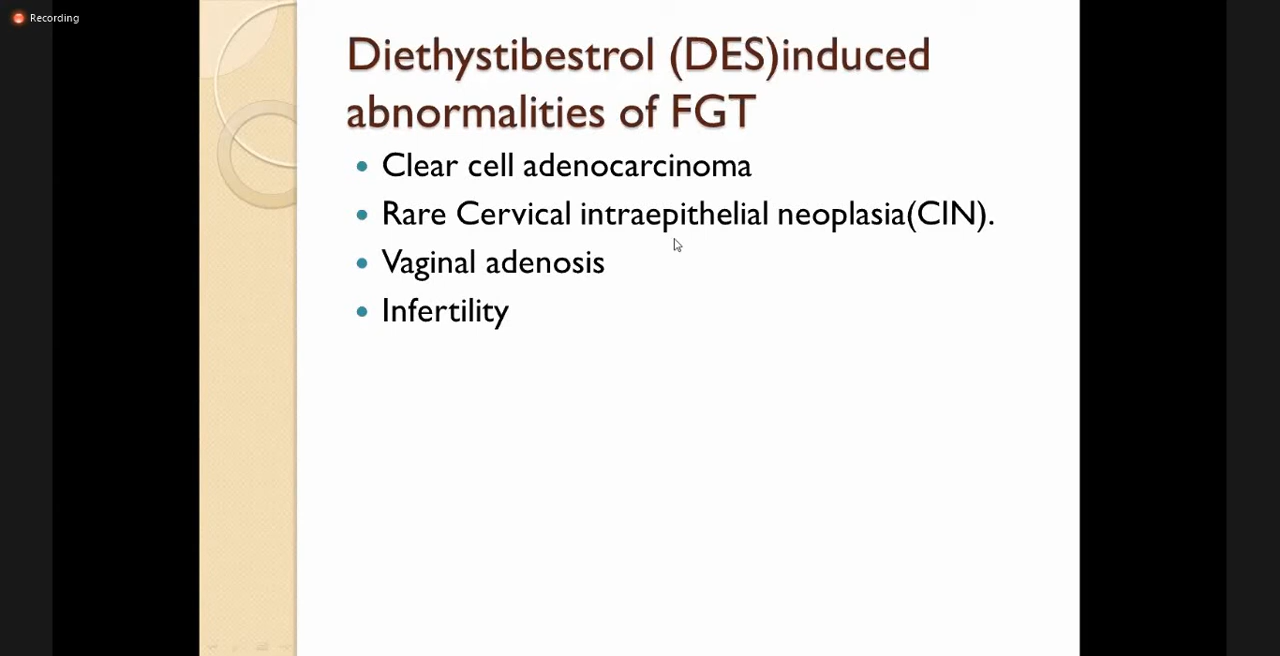 Recording
Diethystibestrol (DES)induced
abnormalities of FGT
• Clear cell adenocarcinoma
• Rare Cervical intraepithelial neoplasia(CIN).
• Vaginal adenosis
• Infertility